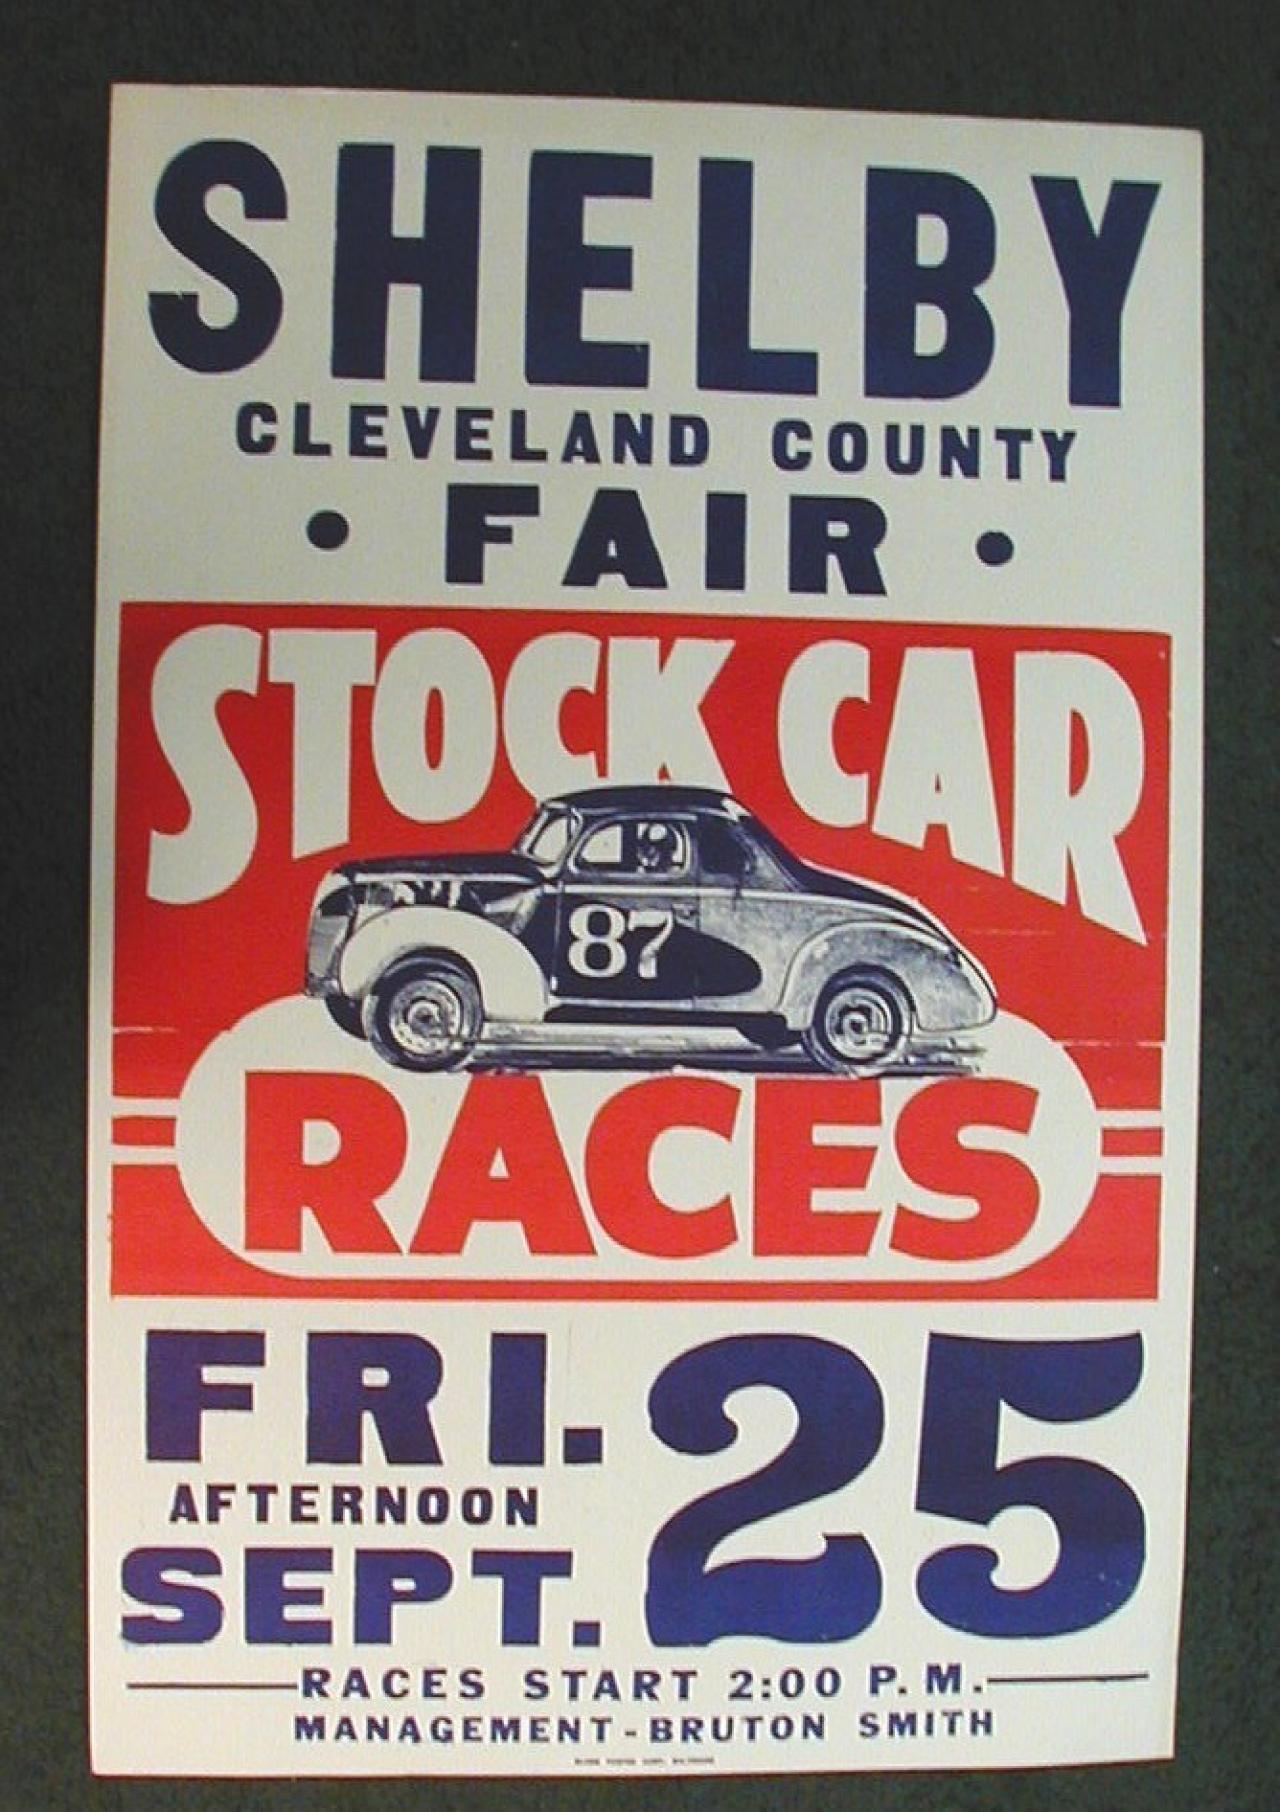 SHELBY
CLEVELAND COUNTY
• FAIR •
STOCK CAR
87
RACES
FRI. 25
AFTERNOON
SEPT.
RACES START 2:00 P. M.
MANAGEMENT - BRUTON SMITH